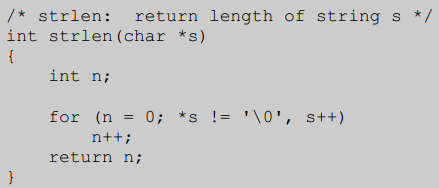 /* strlen:  return length of string s */
int strlen(char *s)
{
    int n;

    for (n = 0; *s != '\0', s++)
        n++;
    return n;
}